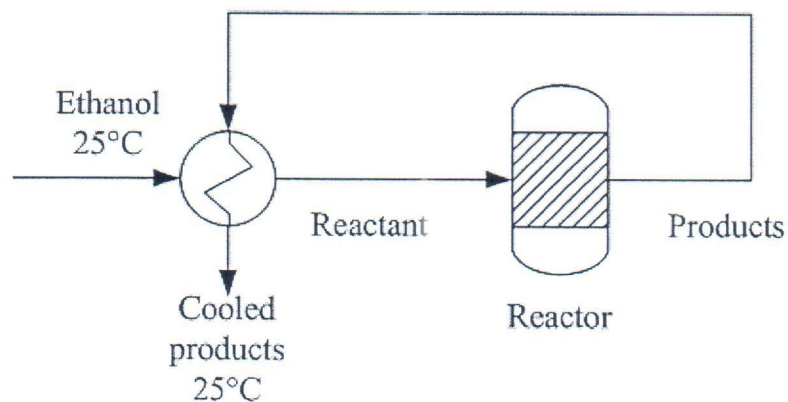 Ethanol
25°C
Reactant
Products
Cooled
products
25°C
Reactor